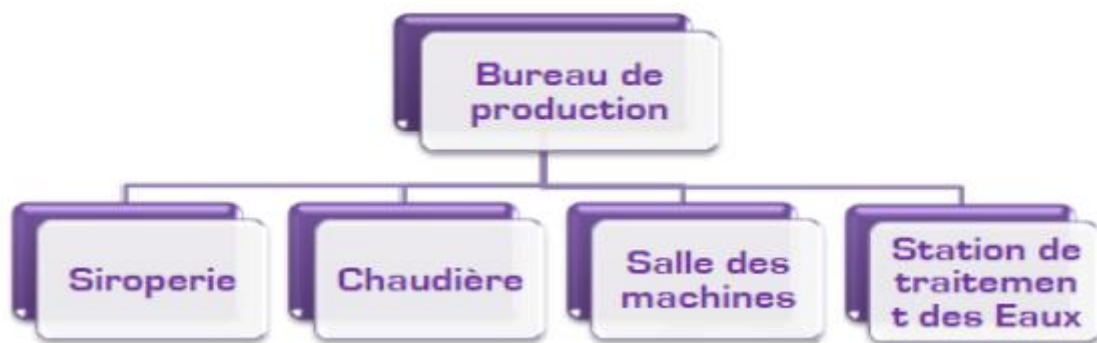 Bureau de
production
Siroperie
Chaudière
Salle des
machines
Station de
traitemen
t des Eaux